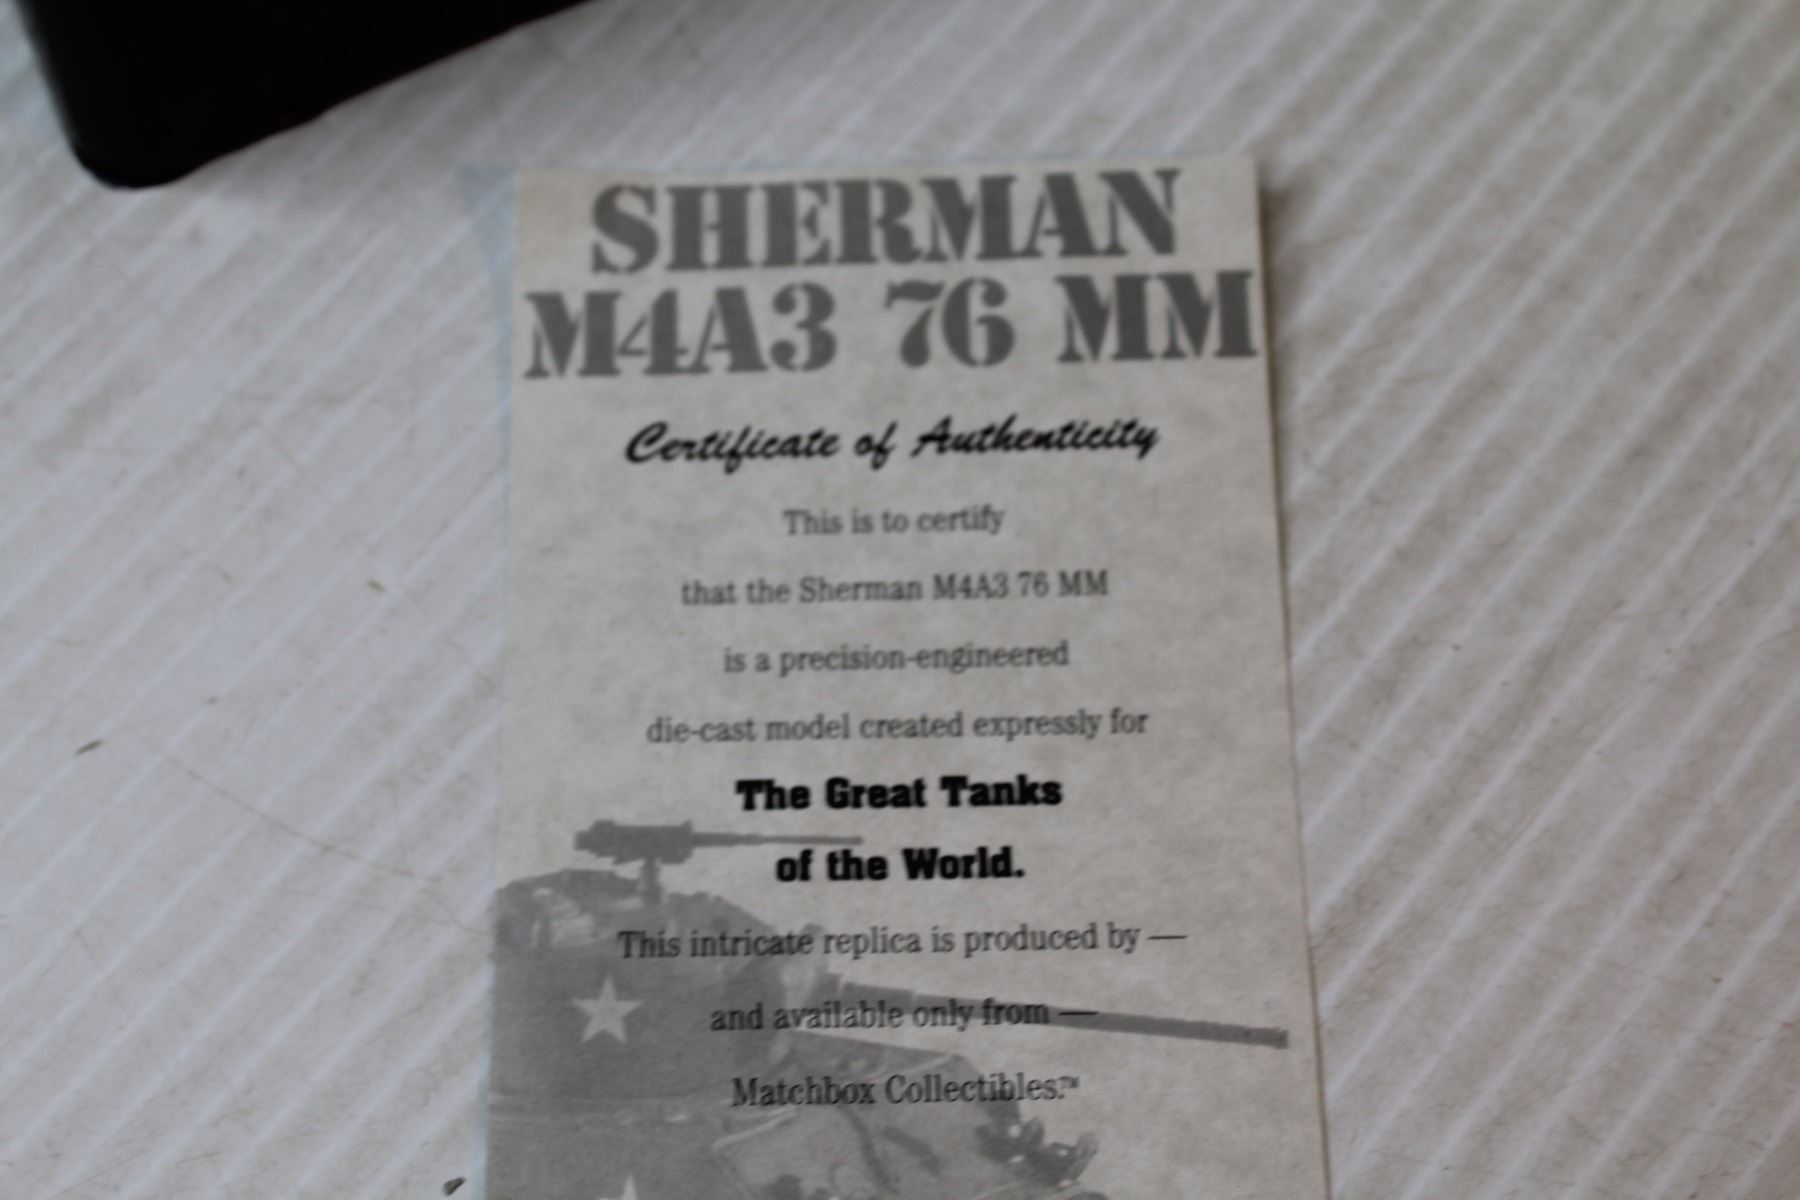 SHERMAN
M4A3 76 MM
Certificate of Authenticity
This is to certify
that the Sherman M4A3 76 MM
is a precision-engineered
die-cast model created expressly for
The Great Tanks
of the World.
This intricate replica is produced by —
and available only from —
Matchbox Collectibles.™